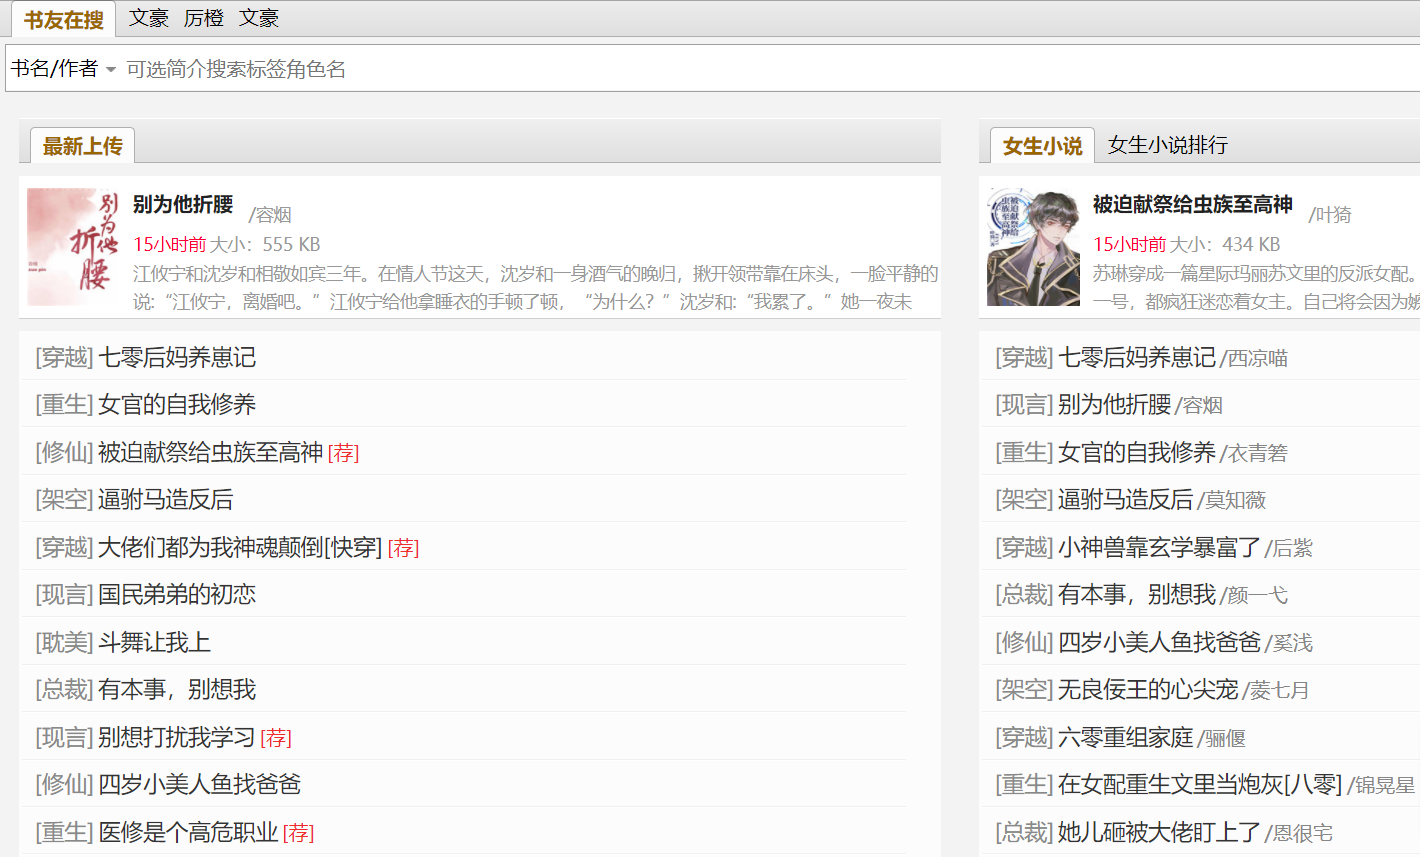 书友在搜 文豪 厉橙 文豪
书名/作者 可选简介搜索标签角色名
最新上传
别为他折腰 /容烟
15小时前 大小：555 KB
江攸宁和沈岁和相敬如宾三年。在情人节这天，沈岁和一身酒气的晚归，揪开领带靠在床头，一脸平静的
说：“江攸宁，离婚吧。”江攸宁给他拿睡衣的手顿了顿，“为什么？”沈岁和:“我累了。”她一夜未
别为他
折腰
[穿越] 七零后妈养崽记
[重生] 女官的自我修养
[修仙] 被迫献祭给虫族至高神 [荐]
[架空] 逼驸马造反后
[穿越] 大佬们都为我神魂颠倒[快穿] [荐]
[现言] 国民弟弟的初恋
[耽美] 斗舞让我上
[总裁] 有本事，别想我
[现言] 别想打扰我学习 [荐]
[修仙] 四岁小美人鱼找爸爸
[重生] 医修是个高危职业 [荐]
女生小说 女生小说排行
被迫献祭给虫族至高神 /叶猗
15小时前 大小：434 KB
苏琳穿成一篇星际玛丽苏文里的反派女配。
一号，都疯狂迷恋着女主。自己将会因为嫉
被迫献祭给
虫族至高神
[穿越] 七零后妈养崽记 /西凉喵
[现言] 别为他折腰 /容烟
[重生] 女官的自我修养 /衣青箬
[架空] 逼驸马造反后 /莫知薇
[穿越] 小神兽靠玄学暴富了 /后紫
[总裁] 有本事，别想我 /颜一弋
[修仙] 四岁小美人鱼找爸爸 /奚浅
[架空] 无良佞王的心尖宠 /蒌七月
[穿越] 六零重组家庭 /骊偃
[重生] 在女配重生文里当炮灰[八零] /锦晃星
[总裁] 她儿砸被大佬盯上了 /恩很宅